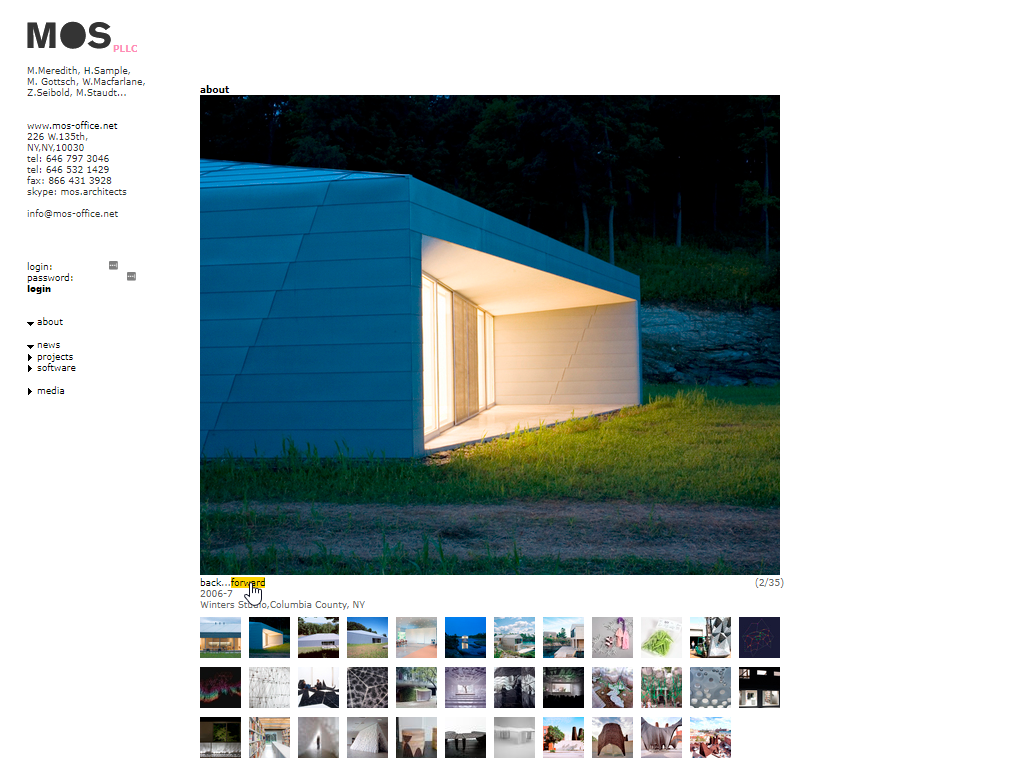 MOS PLLC
M.Meredith, H.Sample,
M. Gottsch, W.Macfarlane,
Z.Seibold, M.Staudt...
www.mos-office.net
226 W.135th,
NY,NY,10030
tel: 646 797 3046
tel: 646 532 1429
fax: 866 431 3928
skype: mos.architects
info@mos-office.net
login:
password:
login
about
news
projects
software
media
about
back...forward
(2/35)
2006-7
Winters Studio,Columbia County, NY